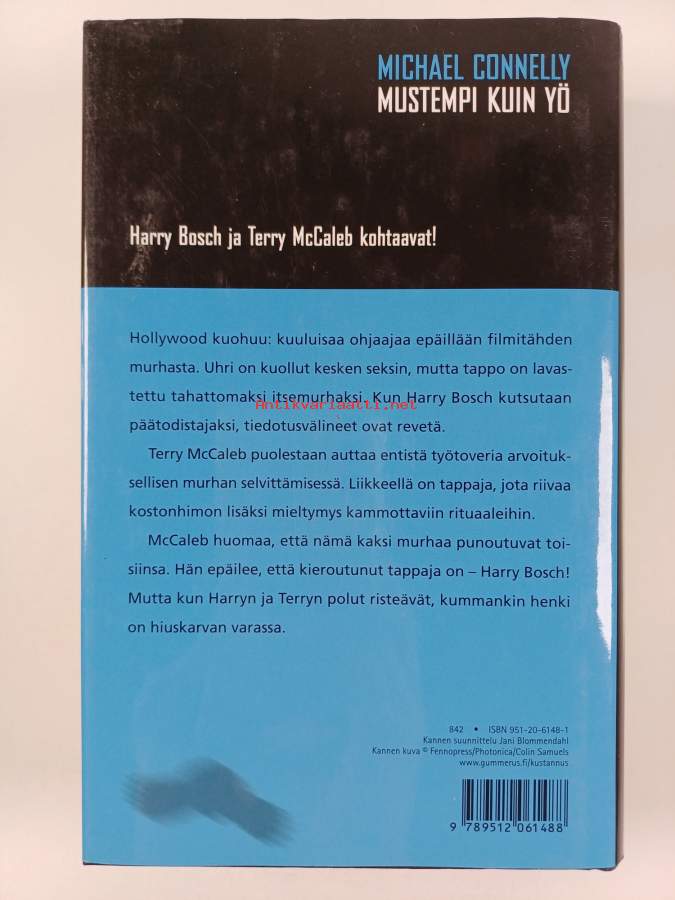 MICHAEL CONNELLY
MUSTEMPI KUIN YÖ
Harry Bosch ja Terry McCaleb kohtaavat!
Hollywood kuohuu: kuuluisaa ohjaajaa epäillään filmitähden
murhasta. Uhri on kuollut kesken seksin, mutta tappo on lavas-
tettu tahattomaksi itsemurhaksi. Kun Harry Bosch kutsutaan
Antikvariaatti.net
päätodistajaksi, tiedotusvälineet ovat revetä.
Terry McCaleb puolestaan auttaa entistä työtoveria arvoituk-
sellisen murhan selvittämisessä. Liikkeellä on tappaja, jota riivaa
kostonhimon lisäksi mieltymys kammottaviin rituaaleihin.
McCaleb huomaa, että nämä kaksi murhaa punoutuvat toi-
siinsa. Hän epäilee, että kieroutunut tappaja on – Harry Bosch!
Mutta kun Harryn ja Terryn polut risteävät, kummankin henki
on hiuskarvan varassa.
842 • ISBN 951-20-6148-1
Kannen suunnittelu Jani Blommendahl
Kannen kuva © Fennopress/Photonica/Colin Samuels
www.gummerus.fi/kustannus
9 789512 061488